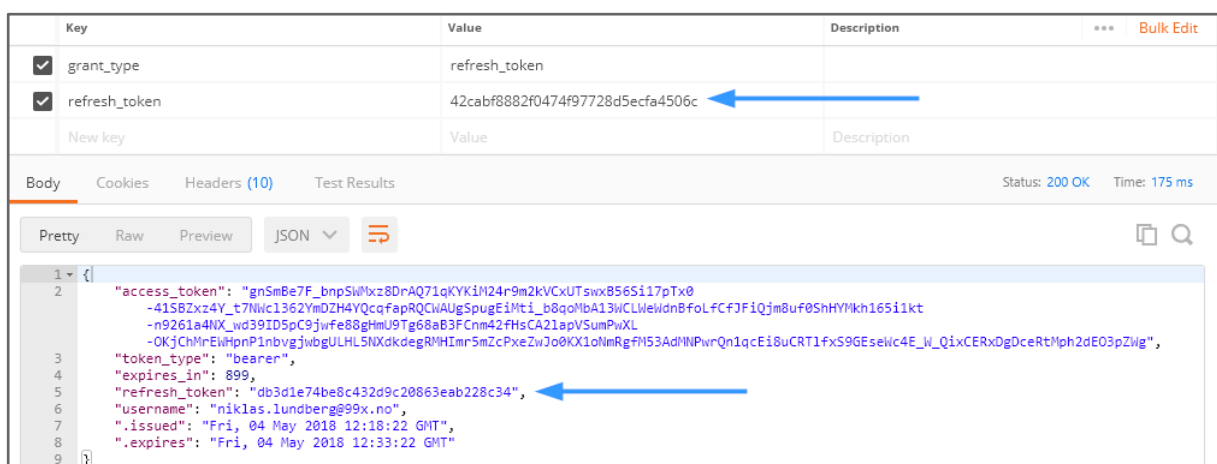 Key Value Description ••• Bulk Edit
grant_type refresh_token
refresh_token 42cabf8882f0474f97728d5ecfa4506c
New key Value Description
Body Cookies Headers (10) Test Results Status: 200 OK Time: 175 ms
Pretty Raw Preview JSON
1 {
2 "access_token": "gnSmBe7F_bnpSWMxz8DrAQ71qKYKiM24r9m2kVCxUTswxB56Si17pTx0
-41SBZxz4Y_t7NWcl362YmDZH4YQcqfapRQCWAUgSpugEiMti_b8qoMbA13WCLWeWdnBfoLfCfJFiQjm8uf0ShHYMkh165i1kt
-n9261a4NX_wd39ID5pC9jwfe88gHmU9Tg68aB3FCnm42fHsCA2lapVSumPwXL
-OKjChMrEWHpnP1nbvgjwbgULHL5NXdkdegRMHImr5mZcPxeZwJo0KX1oNmRgfM53AdMNPwrQn1qcEi8uCRT1fxS9GEseWc4E_W_QixCERxDgDceRtMph2dEO3pZWg",
3 "token_type": "bearer",
4 "expires_in": 899,
5 "refresh_token": "db3d1e74be8c432d9c20863eab228c34",
6 "username": "niklas.lundberg@99x.no",
7 ".issued": "Fri, 04 May 2018 12:18:22 GMT",
8 ".expires": "Fri, 04 May 2018 12:33:22 GMT"
9 }